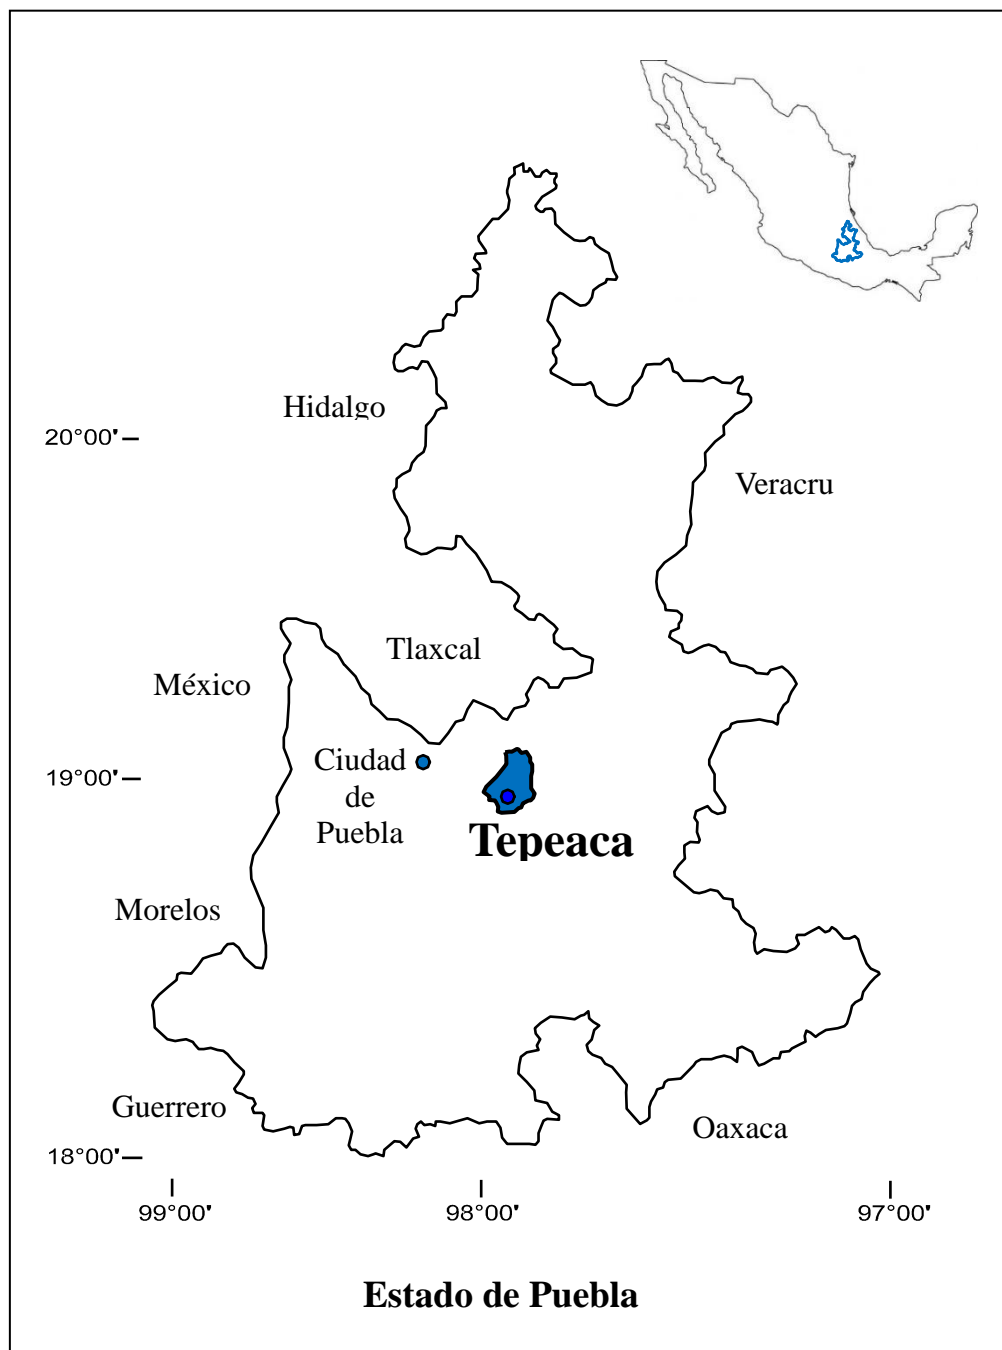 Hidalgo
20°00'
Veracru
Tlaxcal
México
Ciudad
de
Puebla
19°00'
Tepeaca
Morelos
Guerrero
Oaxaca
18°00'
99°00'
98°00'
97°00'
Estado de Puebla